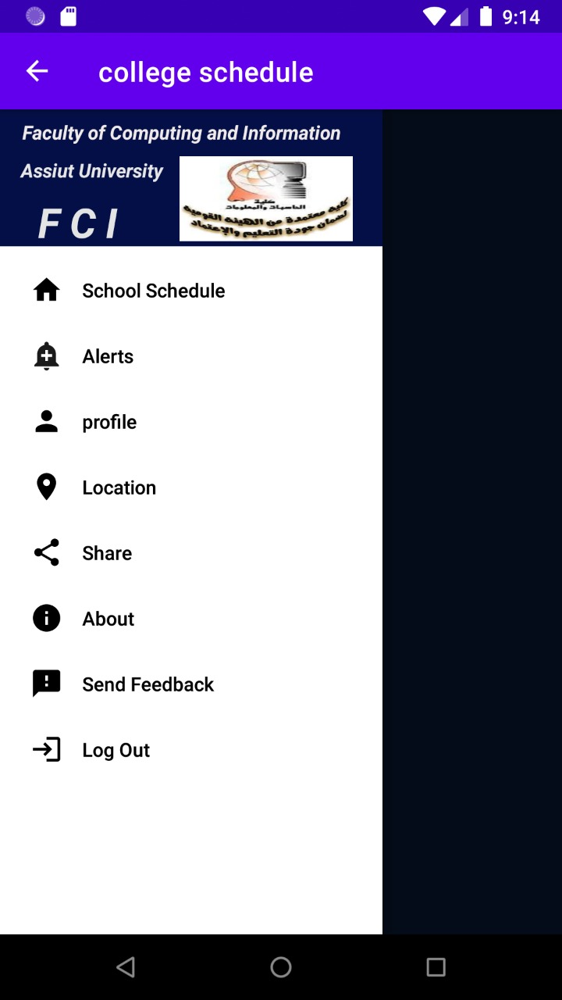 9:14
college schedule
Faculty of Computing and Information
Assiut University
F C I
كلية
الحاسبات والمعلومات
كلية معتمدة من الهيئة القومية
لضمان جودة التعليم والإعتماد
School Schedule
Alerts
profile
Location
Share
About
Send Feedback
Log Out